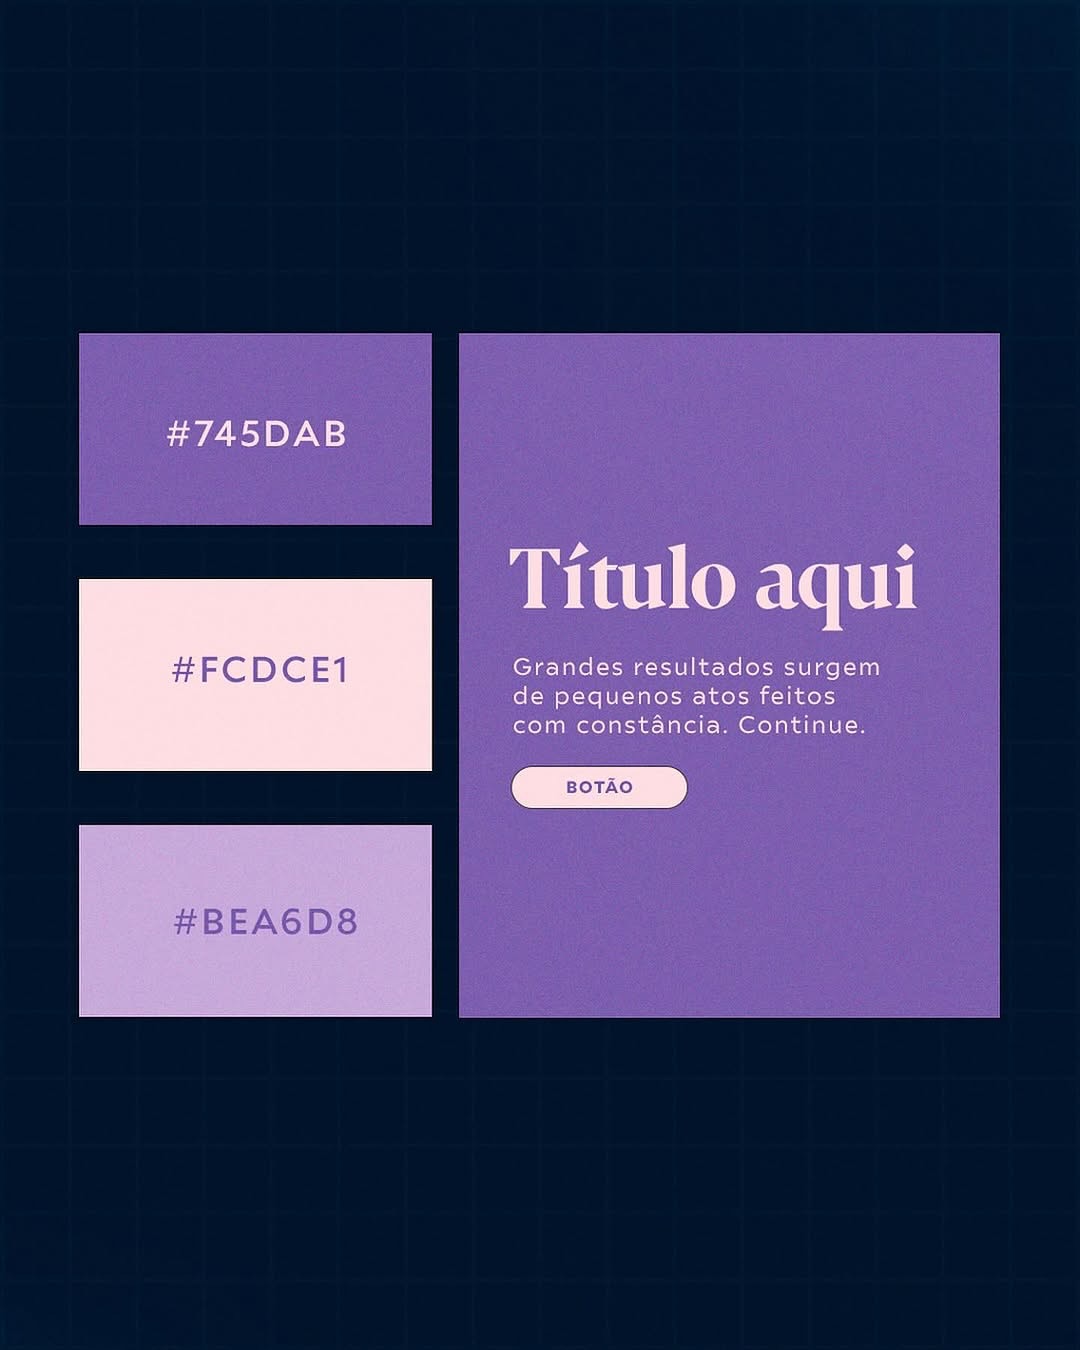 #745DAB
#FCDCE1
#BEA6D8
Título aqui
Grandes resultados surgem
de pequenos atos feitos
com constância. Continue.
BOTÃO